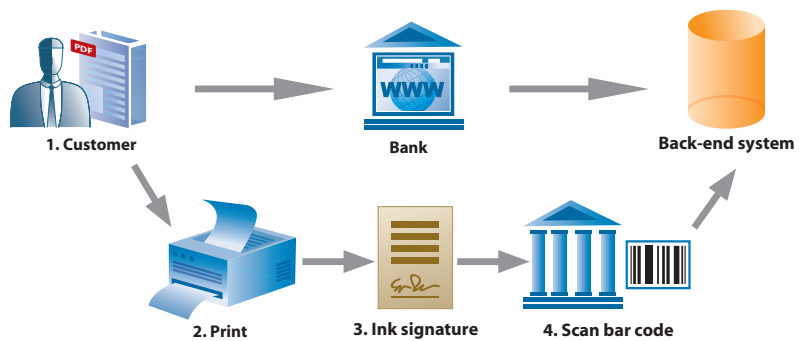 PDF
WWW
1. Customer
Bank
Back-end system
2. Print
3. Ink signature
4. Scan bar code